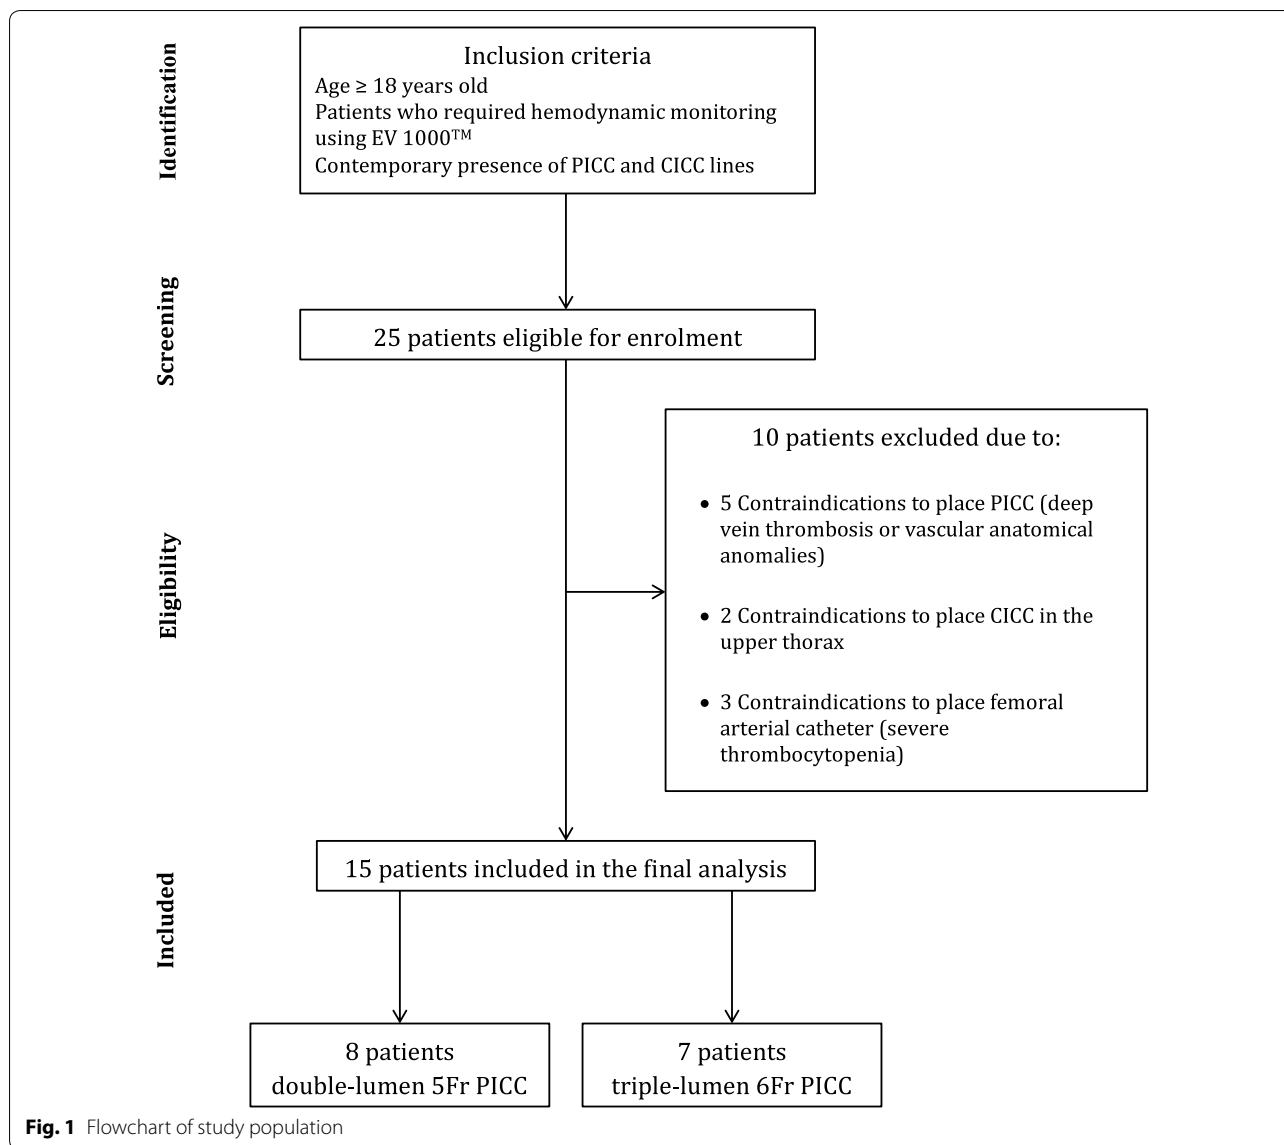 Identification
Inclusion criteria
Age ≥ 18 years old
Patients who required hemodynamic monitoring
using EV 1000™
Contemporary presence of PICC and CICC lines
Screening
25 patients eligible for enrolment
Eligibility
10 patients excluded due to:
• 5 Contraindications to place PICC (deep
vein thrombosis or vascular anatomical
anomalies)
• 2 Contraindications to place CICC in the
upper thorax
• 3 Contraindications to place femoral
arterial catheter (severe
thrombocytopenia)
Included
15 patients included in the final analysis
8 patients
double-lumen 5Fr PICC
7 patients
triple-lumen 6Fr PICC
Fig. 1 Flowchart of study population